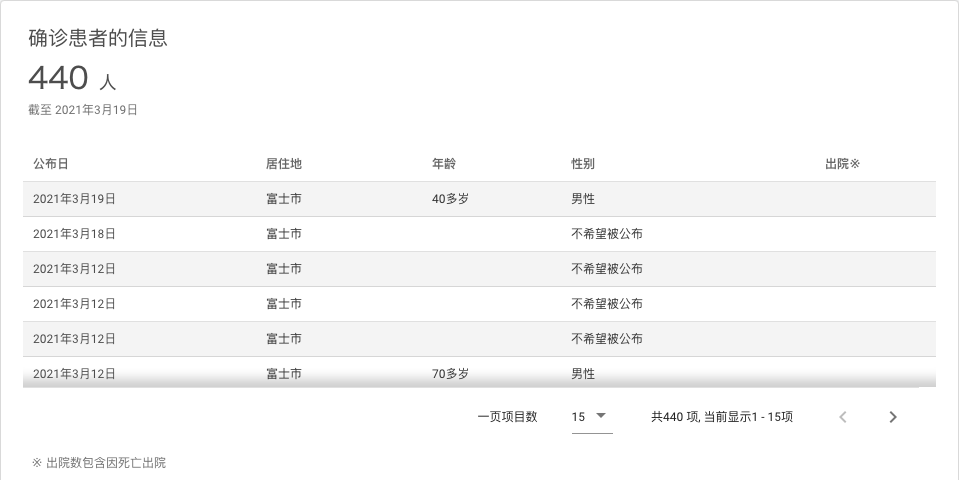 确诊患者的信息
440 人
截至 2021年3月19日
公布日 居住地 年龄 性别 出院※
2021年3月19日 富士市 40多岁 男性
2021年3月18日 富士市 不希望被公布
2021年3月12日 富士市 不希望被公布
2021年3月12日 富士市 不希望被公布
2021年3月12日 富士市 不希望被公布
2021年3月12日 富士市 70多岁 男性
一页项目数 15 共440 项, 当前显示1 - 15项
※ 出院数包含因死亡出院